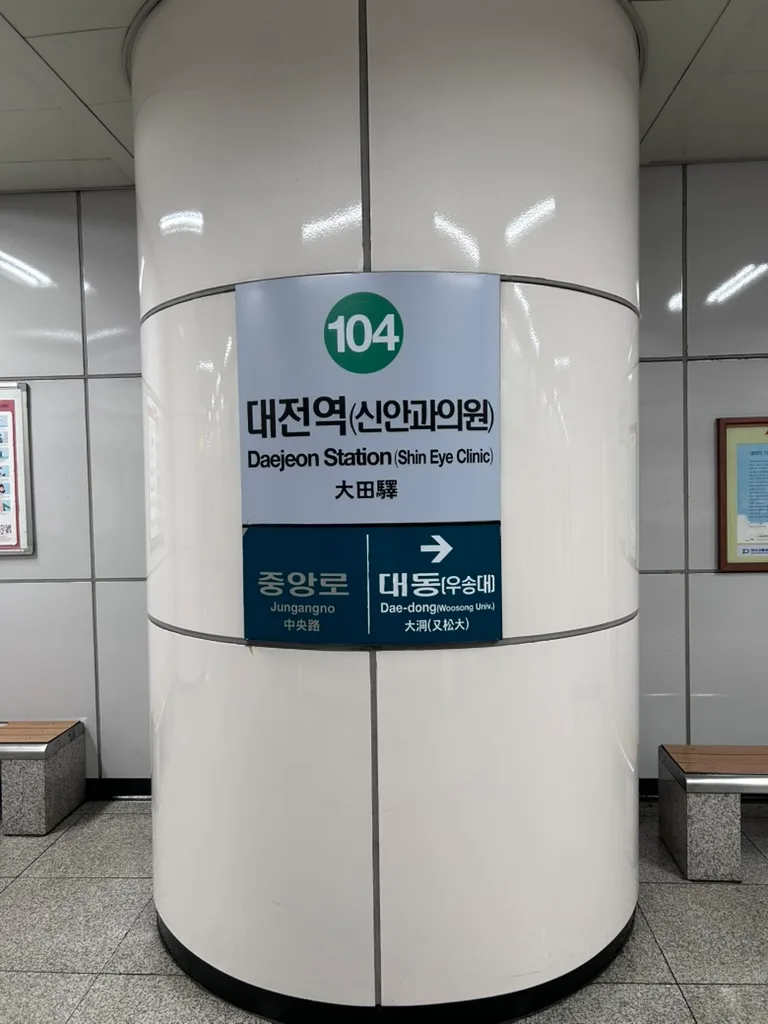 104
대전역(신안과의원)
Daejeon Station (Shin Eye Clinic)
大田驛
중앙로
Jungangno
中央路
→
대동(우송대)
Dae-dong(Woosong Univ.)
大洞(又松大)